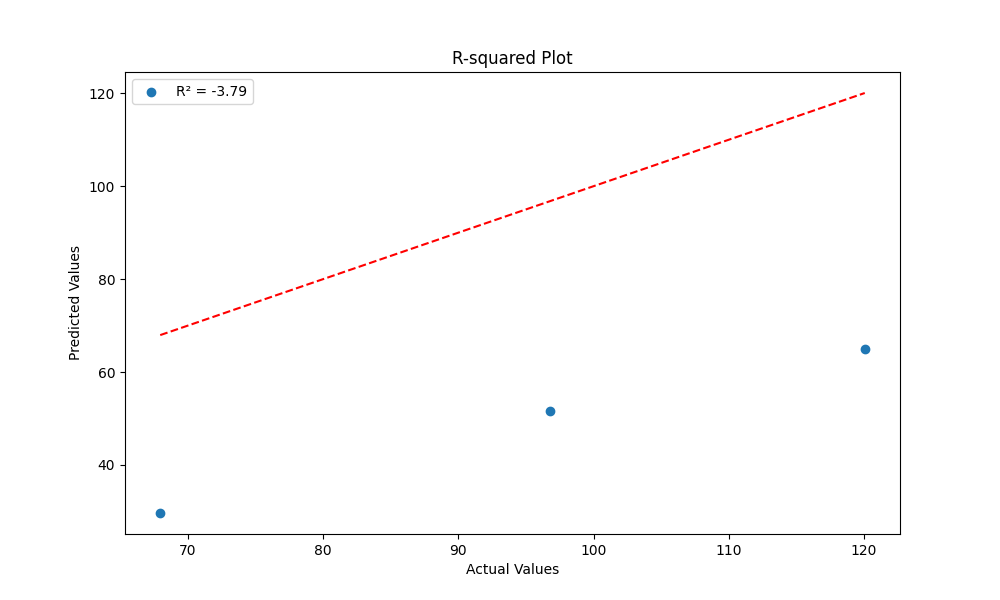 R-squared Plot
R² = -3.79
120
100
80
60
40
Predicted Values
70 80 90 100 110 120
Actual Values